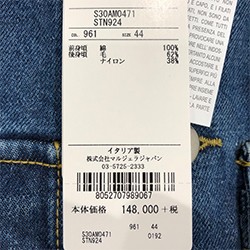 S30AM0471
STN924
CN. 961 SIZE 44
前身頃 綿 100%
後身頃 毛 62%
ナイロン 38%
イタリア製
株式会社マルジェラジャパン
03-5725-2333
8052707989067
本体価格 148,000 +税
S30AM0471 961 44
STN924 0192